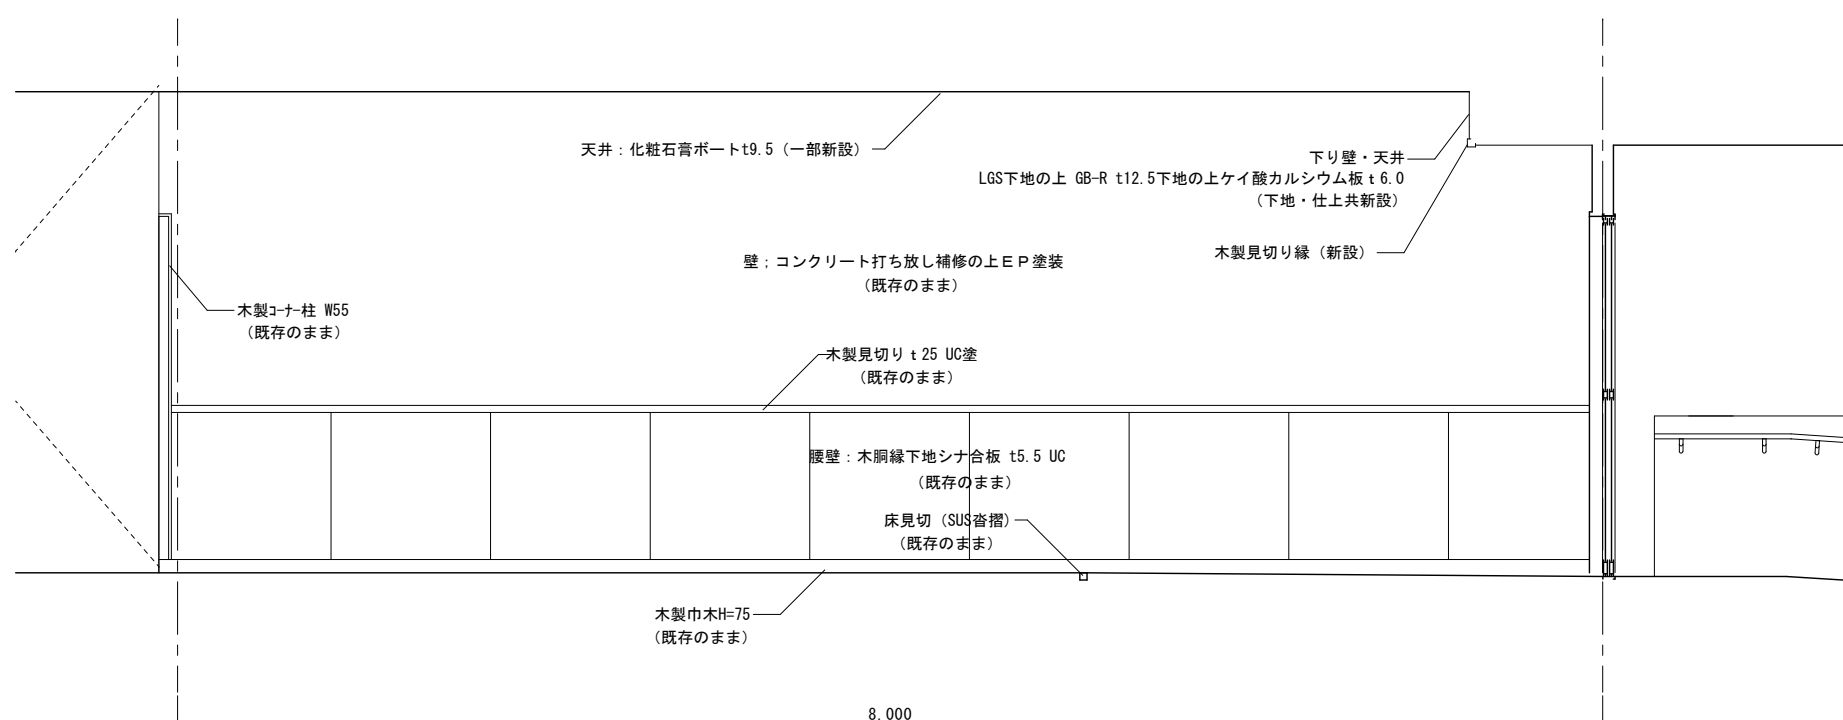 天井：化粧石膏ボートt9.5（一部新設）
下り壁・天井
LGS下地の上 GB-R t12.5下地の上ケイ酸カルシウム板ｔ6.0
（下地・仕上共新設）
木製見切り縁（新設）
壁；コンクリート打ち放し補修の上ＥＰ塗装
（既存のまま）
木製ｺｰﾅｰ柱 W55
（既存のまま）
木製見切りｔ25 UC塗
（既存のまま）
腰壁：木胴縁下地シナ合板 t5.5 UC
（既存のまま）
床見切（SUS沓摺）
（既存のまま）
木製巾木H=75
（既存のまま）
8,000